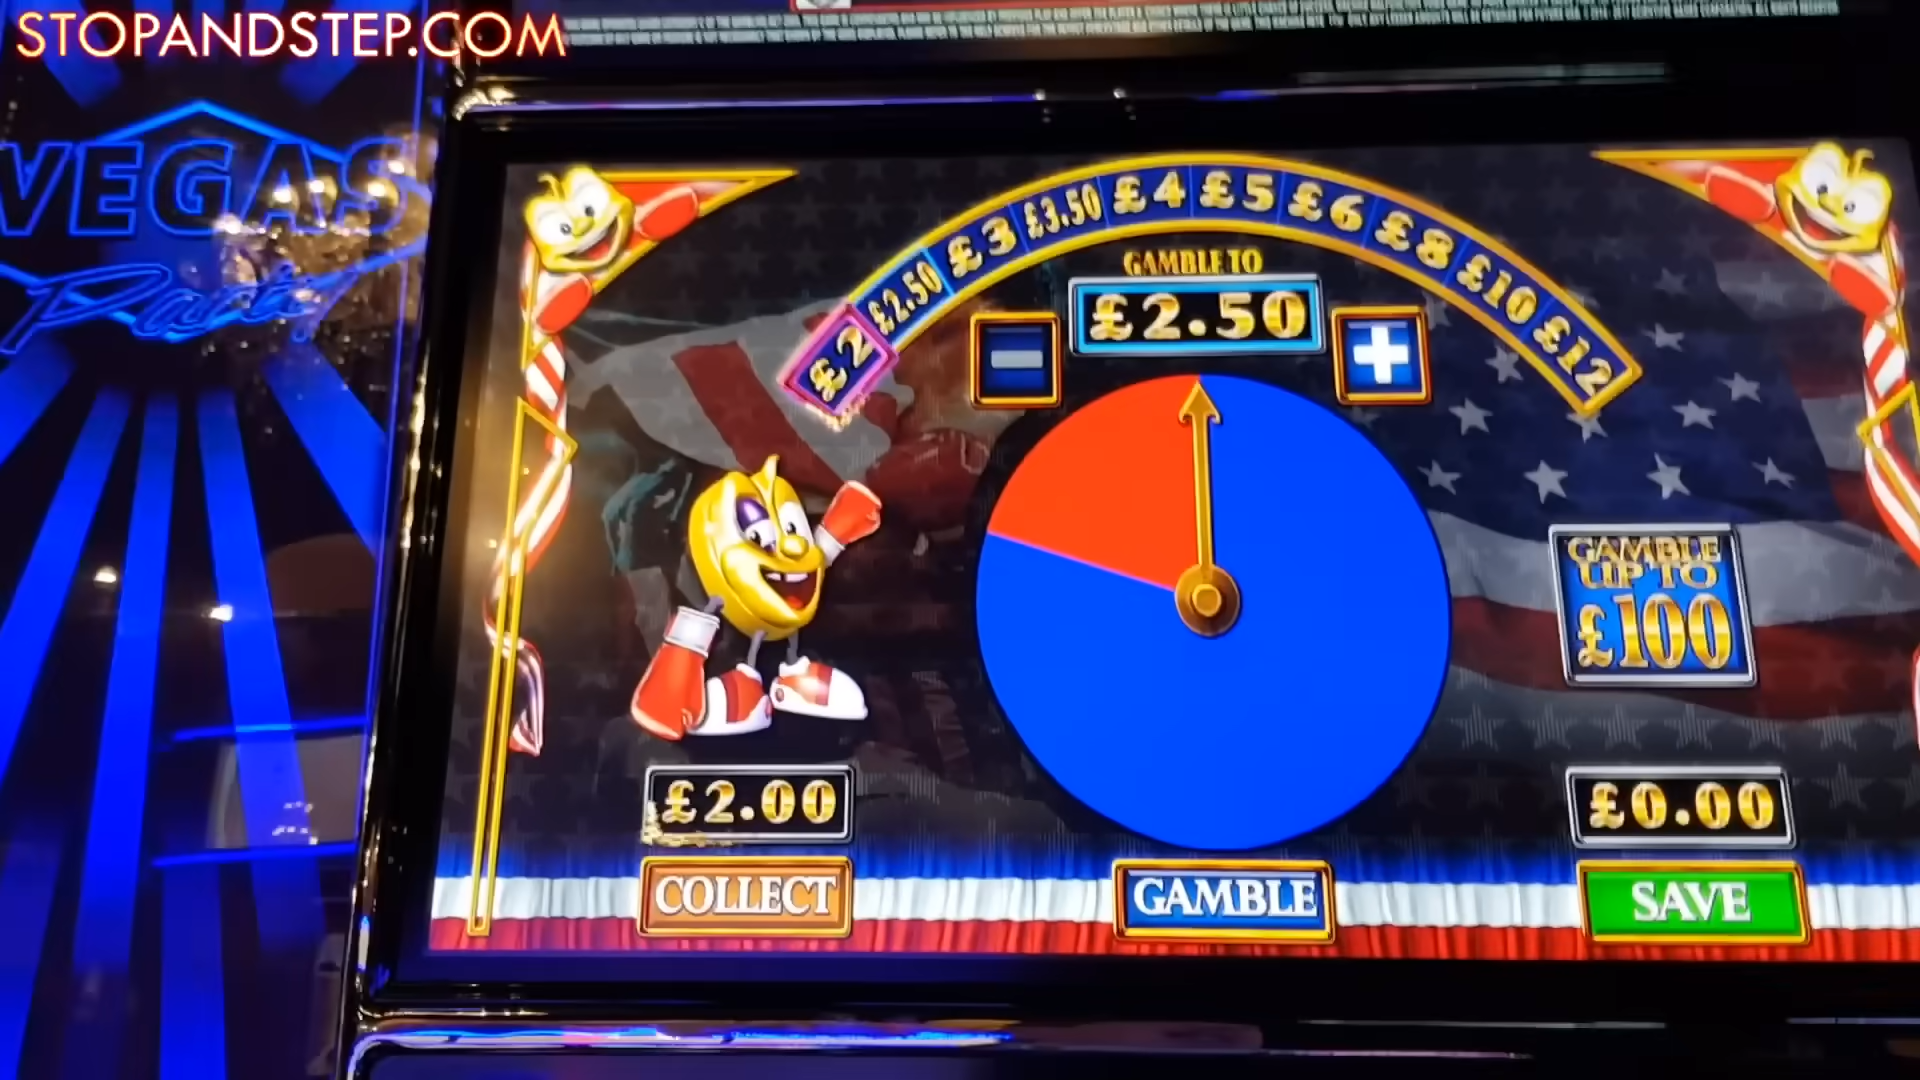 STOPANDSTEP.COM
VEGAS
Party
£2 £2.50 £3 £3.50 £4 £5 £6 £8 £10 £12
GAMBLE TO
£2.50
GAMBLE
UP TO
£100
£2.00
£0.00
COLLECT
GAMBLE
SAVE